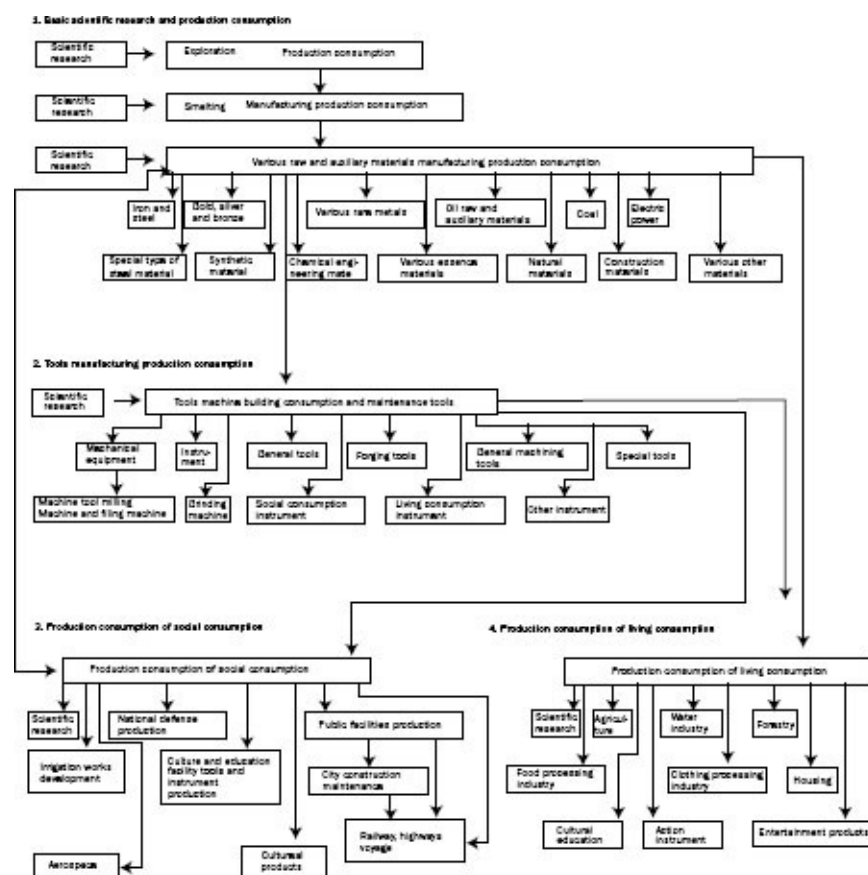 1. Basic scientific research and production consumption
Scientific
research
Exploration Production consumption
Scientific
research
Smelting Manufacturing production consumption
Scientific
research
Various raw and auxiliary materials manufacturing production consumption
Iron and
steel
Gold, silver
and bronze
Various rare metals
Oil raw and
auxiliary materials
Coal
Electric
power
Special type of
steel material
Synthetic
material
Chemical engi-
neering mate
Various essence
materials
Natural
materials
Construction
materials
Various other
materials
2. Tools manufacturing production consumption
Scientific
research
Tools machine building consumption and maintenance tools
Mechanical
equipment
Instru-
ment
General tools
Forging tools
General machining
tools
Special tools
Machine tool milling
Machine and filing machine
Grinding
machine
Social consumption
instrument
Living consumption
instrument
Other instrument
3. Production consumption of social consumption
4. Production consumption of living consumption
Production consumption of social consumption
Production consumption of living consumption
Scientific
research
National defense
production
Public facilities production
Scientific
research
Agricul-
ture
Water
industry
Forestry
Irrigation works
development
Culture and education
facility tools and
instrument
production
City construction
maintenance
Food processing
industry
Clothing processing
industry
Housing
Railway, highways
voyage
Cultural
education
Action
instrument
Entertainment products
Aerospace
Cultureal
products